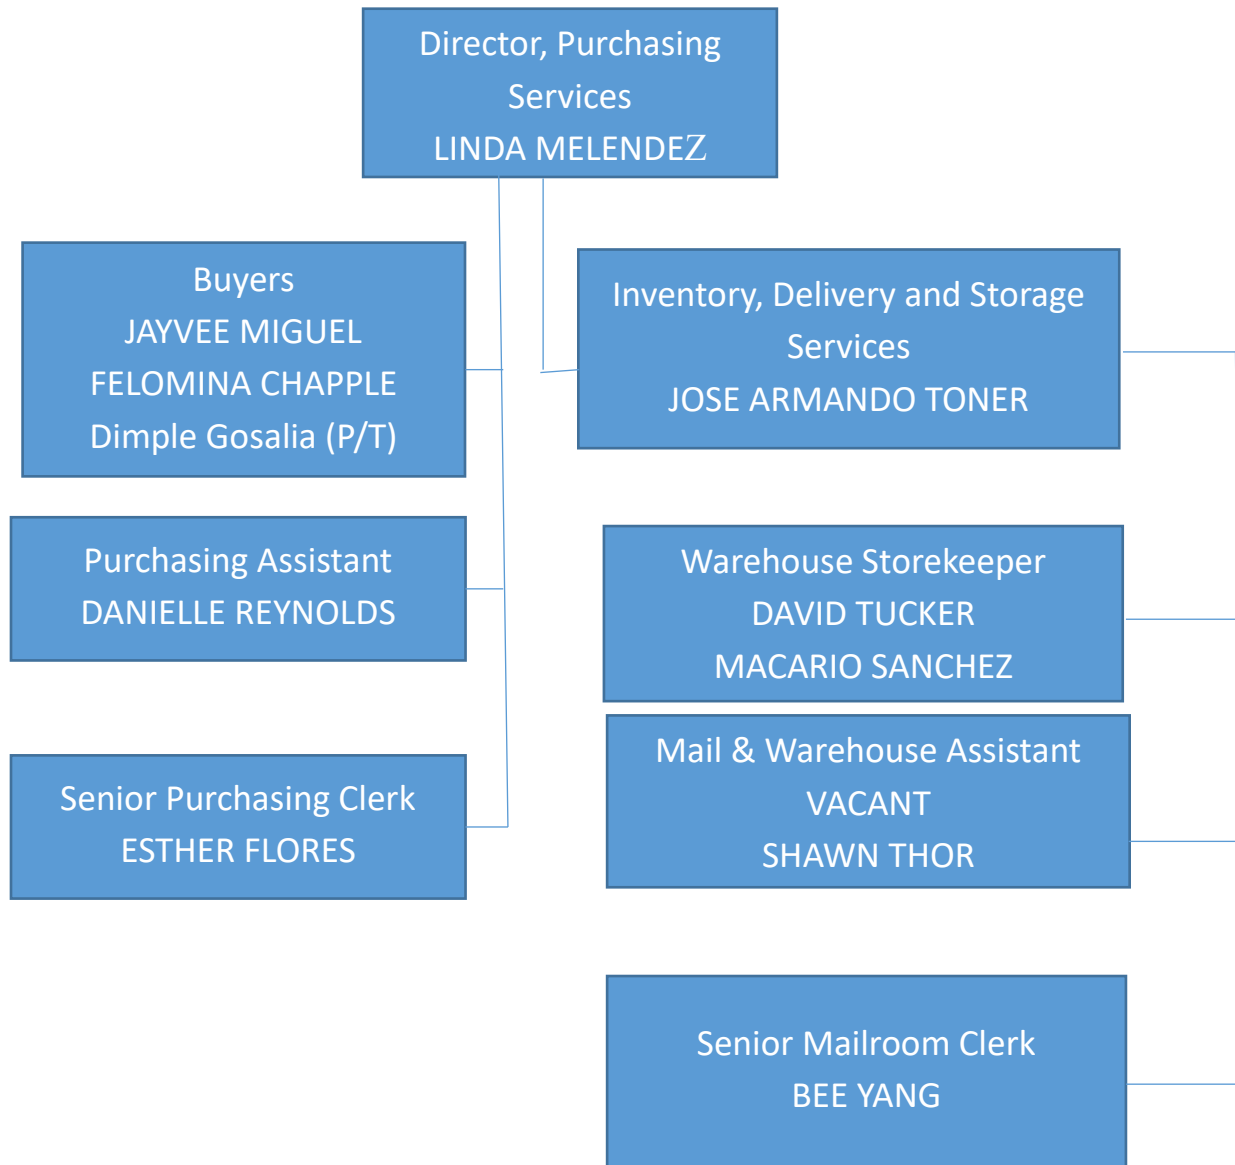 Director, Purchasing
Services
LINDA MELENDEZ
Buyers
JAYVEE MIGUEL
FELOMINA CHAPPLE
Dimple Gosalia (P/T)
Inventory, Delivery and Storage
Services
JOSE ARMANDO TONER
Purchasing Assistant
DANIELLE REYNOLDS
Warehouse Storekeeper
DAVID TUCKER
MACARIO SANCHEZ
Mail & Warehouse Assistant
VACANT
SHAWN THOR
Senior Purchasing Clerk
ESTHER FLORES
Senior Mailroom Clerk
BEE YANG